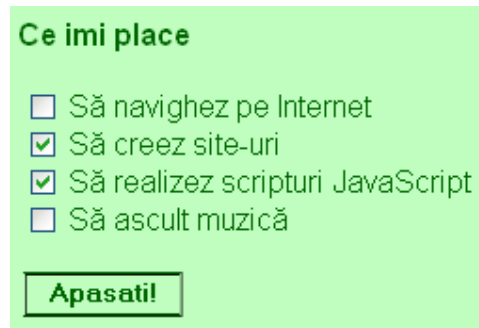 Ce imi place
Să navighez pe Internet
Să creez site-uri
Să realizez scripturi JavaScript
Să ascult muzică
Apasati!